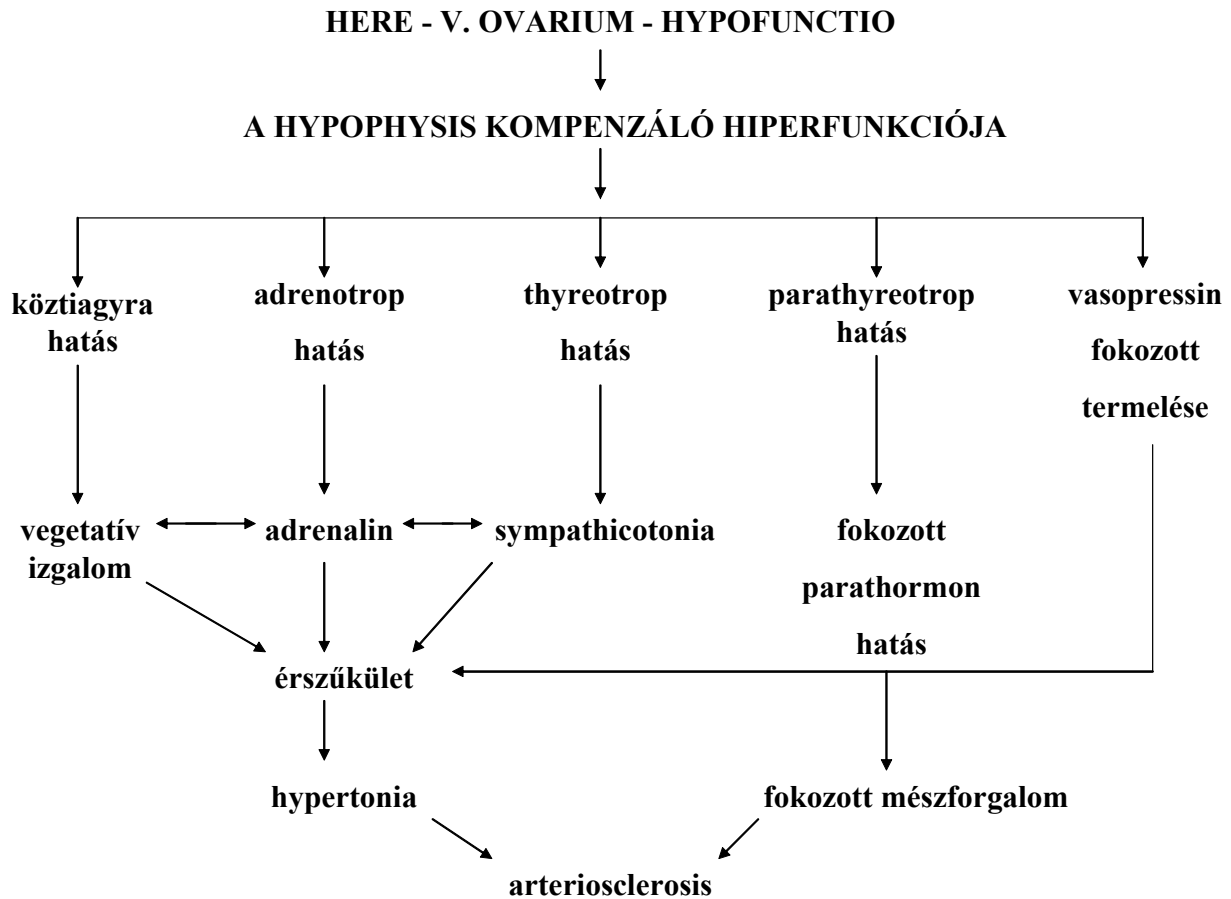 HERE - V. OVARIUM - HYPOFUNCTIO
A HYPOPHYSIS KOMPENZÁLÓ HIPERFUNKCIÓJA
köztiagyra
hatás
adrenotrop
hatás
thyreotrop
hatás
parathyreotrop
hatás
vasopressin
fokozott
termelése
vegetatív
izgalom
adrenalin
sympathicotonia
fokozott
parathormon
hatás
érszűkület
hypertonia
fokozott mészforgalom
arteriosclerosis